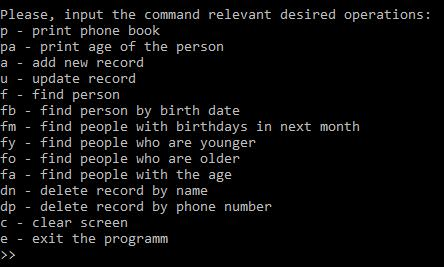 Please, input the command relevant desired operations:
p - print phone book
pa - print age of the person
a - add new record
u - update record
f - find person
fb - find person by birth date
fm - find people with birthdays in next month
fy - find people who are younger
fo - find people who are older
fa - find people with the age
dn - delete record by name
dp - delete record by phone number
c - clear screen
e - exit the programm
>>